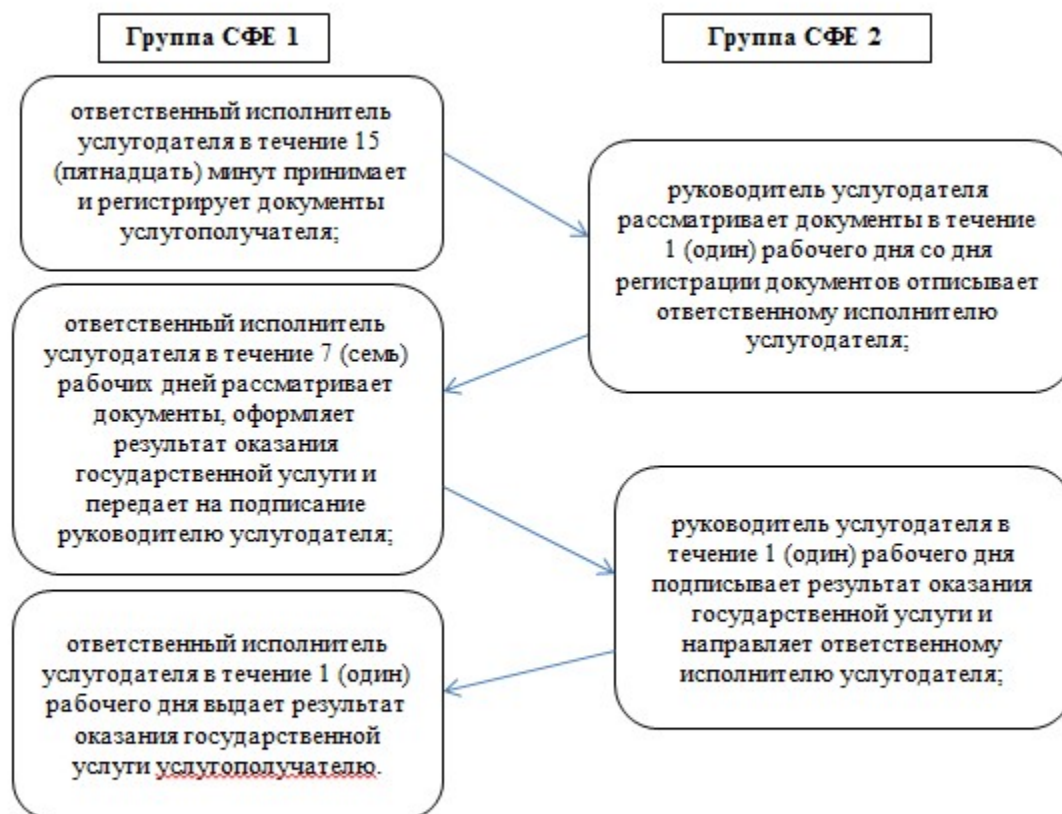 Группа СФЕ 1
Группа СФЕ 2
ответственный исполнитель
услугодателя в течение 15
(пятнадцать) минут принимает
и регистрирует документы
услугополучателя;
руководитель услугодателя
рассматривает документы в течение
1 (один) рабочего дня со дня
регистрации документов отписывает
ответственному исполнителю
услугодателя;
ответственный исполнитель
услугодателя в течение 7 (семь)
рабочих дней рассматривает
документы, оформляет
результат оказания
государственной услуги и
передает на подписание
руководителю услугодателя;
руководитель услугодателя в
течение 1 (один) рабочего дня
подписывает результат оказания
государственной услуги и
направляет ответственному
исполнителю услугодателя;
ответственный исполнитель
услугодателя в течение 1 (один)
рабочего дня выдает результат
оказания государственной
услуги услугополучателю.